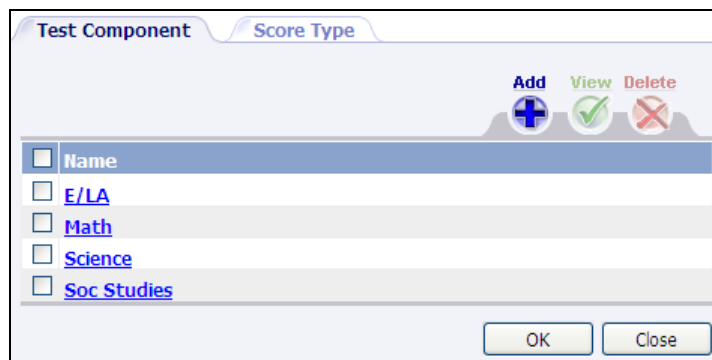 Test Component Score Type
Add View Delete
Name
E/LA
Math
Science
Soc Studies
OK Close